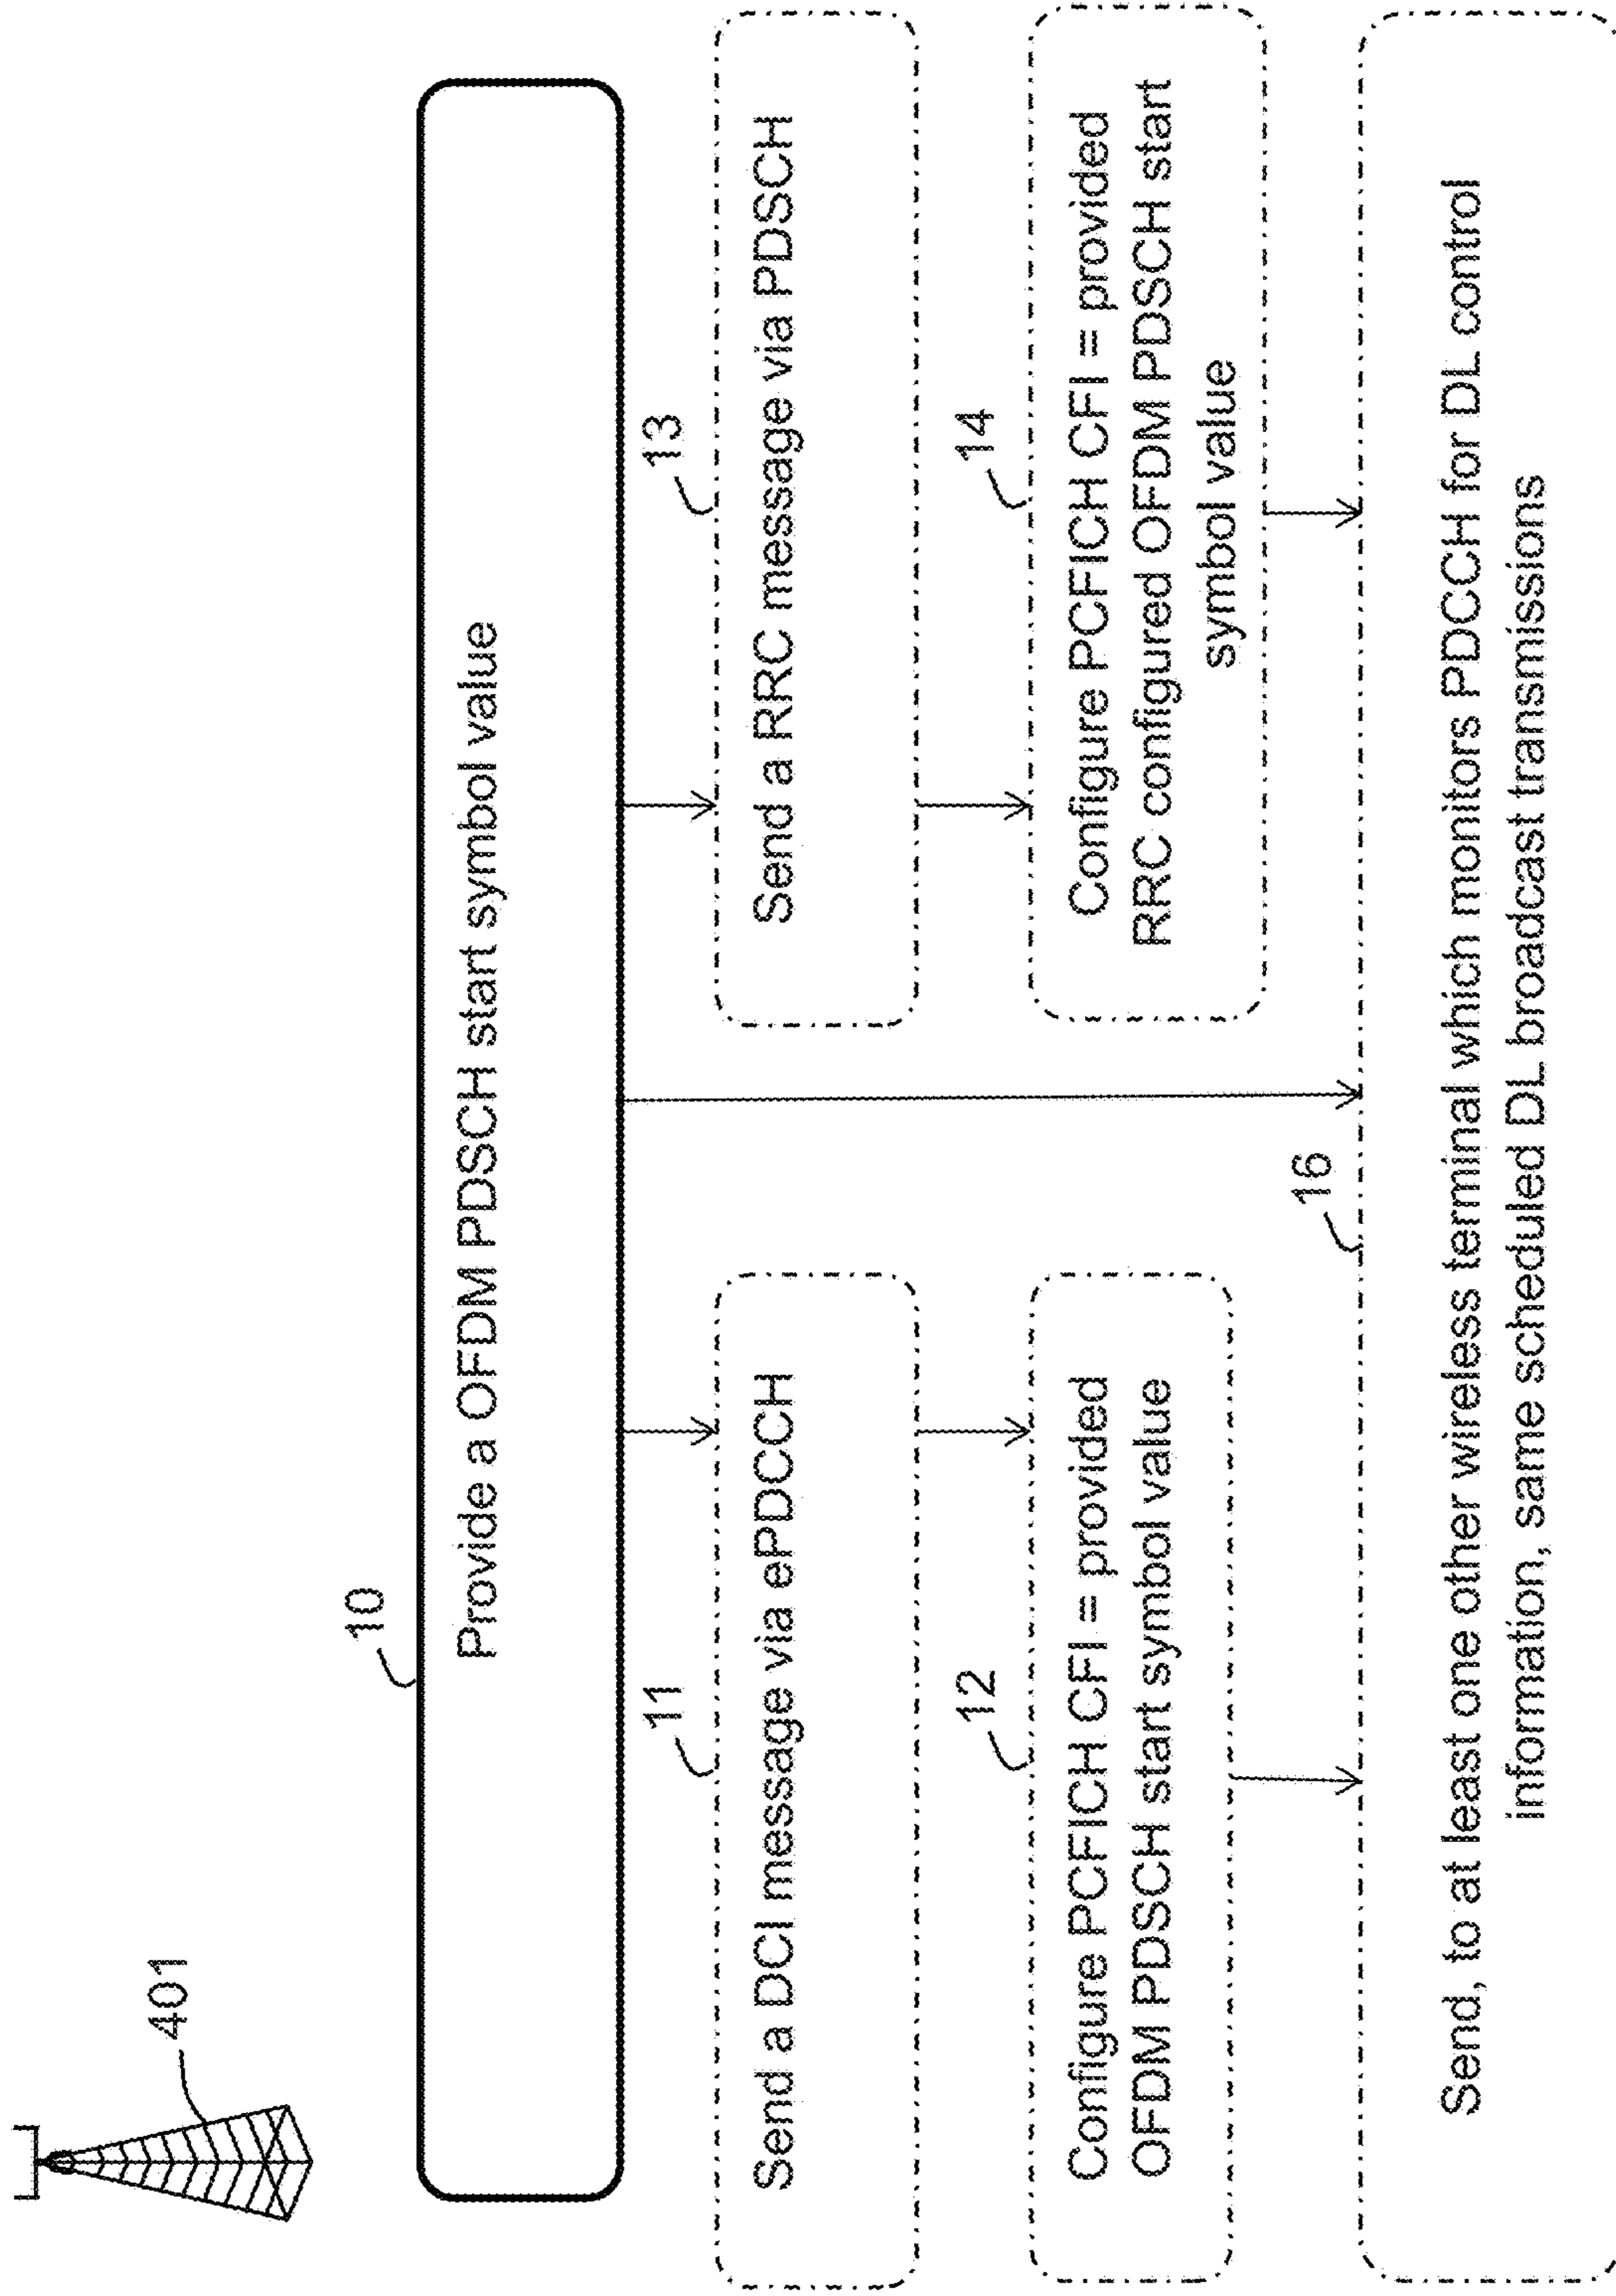 401
10
Provide a OFDM PDSCH start symbol value
11
Send a DCI message via ePDCCH
12
Configure PCFICH CFI = provided
OFDM PDSCH start symbol value
13
Send a RRC message via PDSCH
14
Configure PCFICH CFI = provided
RRC configured OFDM PDSCH start
symbol value
16
Send, to at least one other wireless terminal which monitors PDCCH for DL control
information, same scheduled DL broadcast transmissions